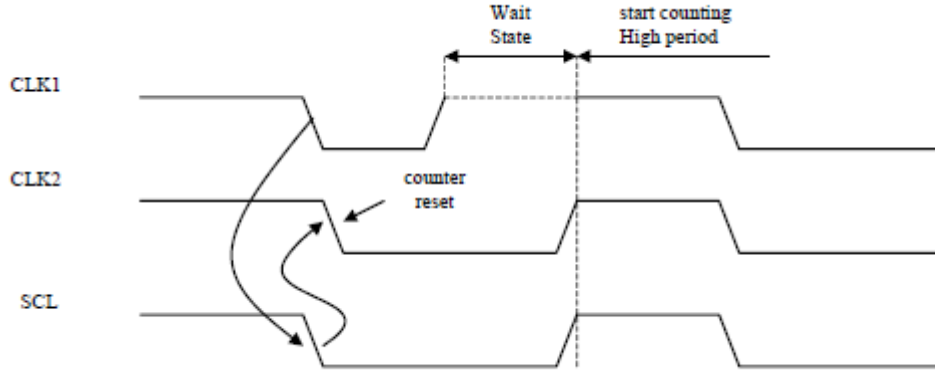 Wait
State
start counting
High period
CLK1
CLK2
counter
reset
SCL